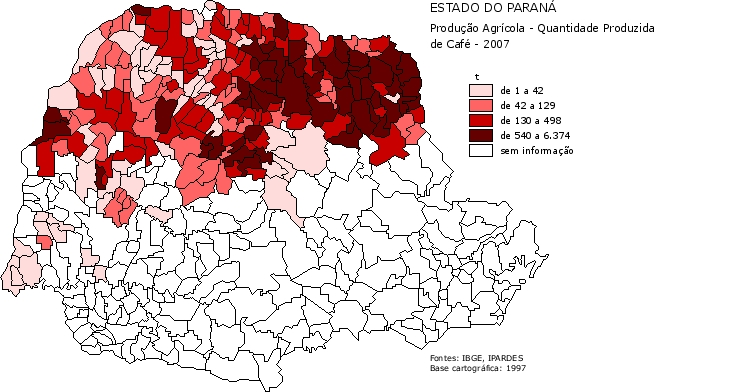 ESTADO DO PARANÁ
Produção Agrícola - Quantidade Produzida
de Café - 2007
t
de 1 a 42
de 42 a 129
de 130 a 498
de 540 a 6.374
sem informação
Fontes: IBGE, IPARDES
Base cartográfica: 1997